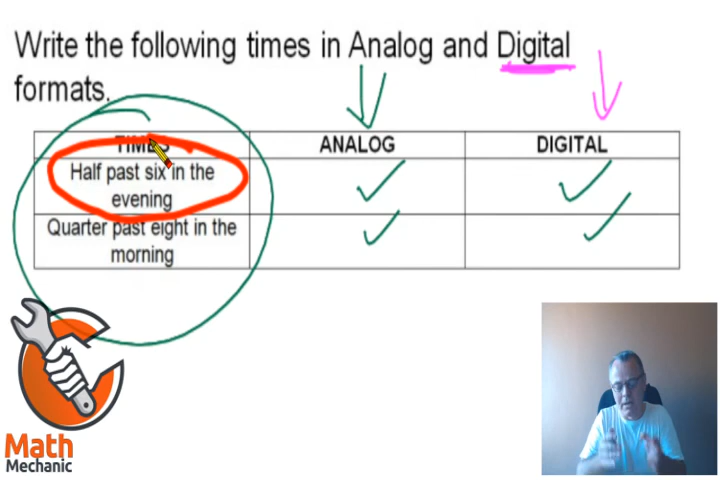 Write the following times in Analog and Digital
formats.
TIMES
ANALOG
DIGITAL
Half past six in the
evening
Quarter past eight in the
morning
Math
Mechanic